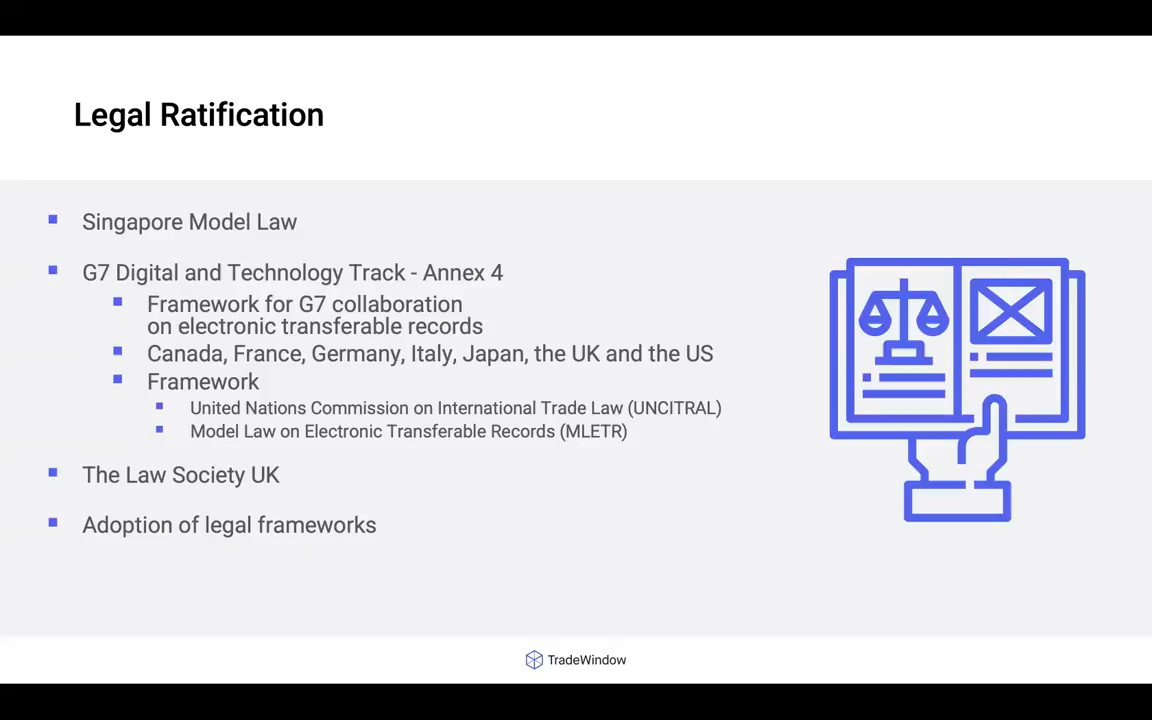 Legal Ratification
Singapore Model Law
G7 Digital and Technology Track - Annex 4
Framework for G7 collaboration
on electronic transferable records
Canada, France, Germany, Italy, Japan, the UK and the US
Framework
United Nations Commission on International Trade Law (UNCITRAL)
Model Law on Electronic Transferable Records (MLETR)
The Law Society UK
Adoption of legal frameworks
TradeWindow